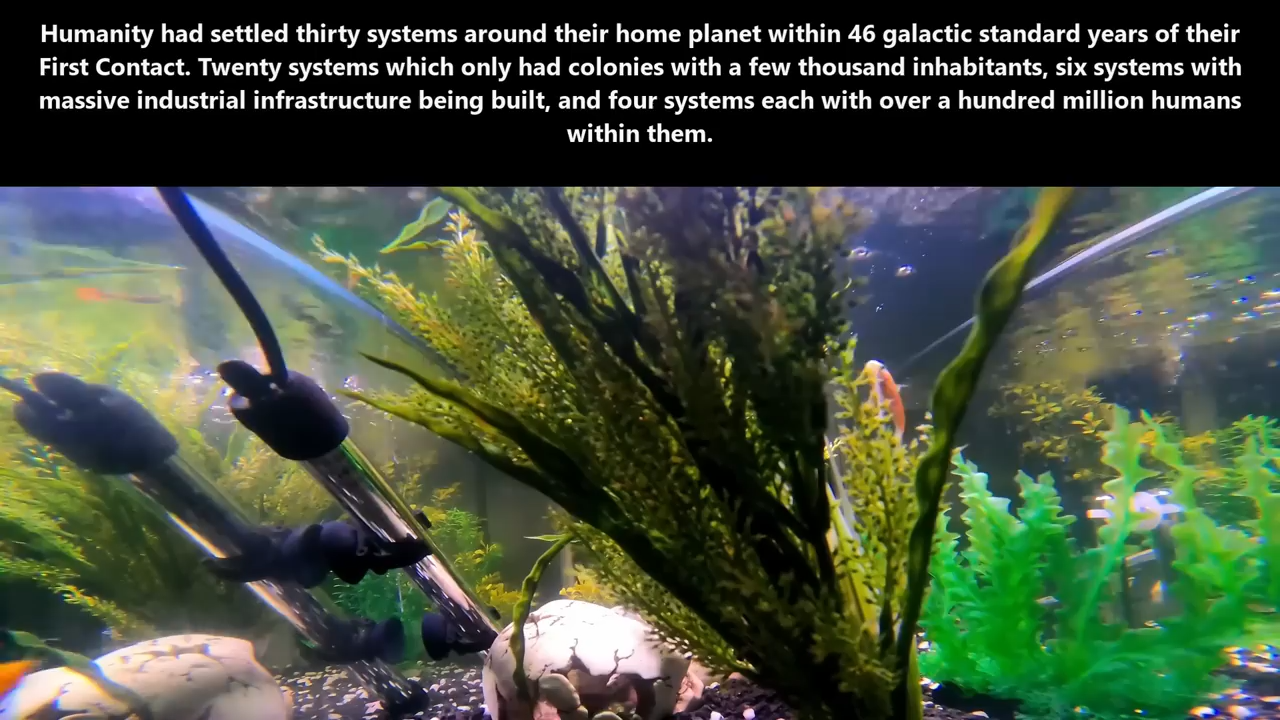 Humanity had settled thirty systems around their home planet within 46 galactic standard years of their
First Contact. Twenty systems which only had colonies with a few thousand inhabitants, six systems with
massive industrial infrastructure being built, and four systems each with over a hundred million humans
within them.